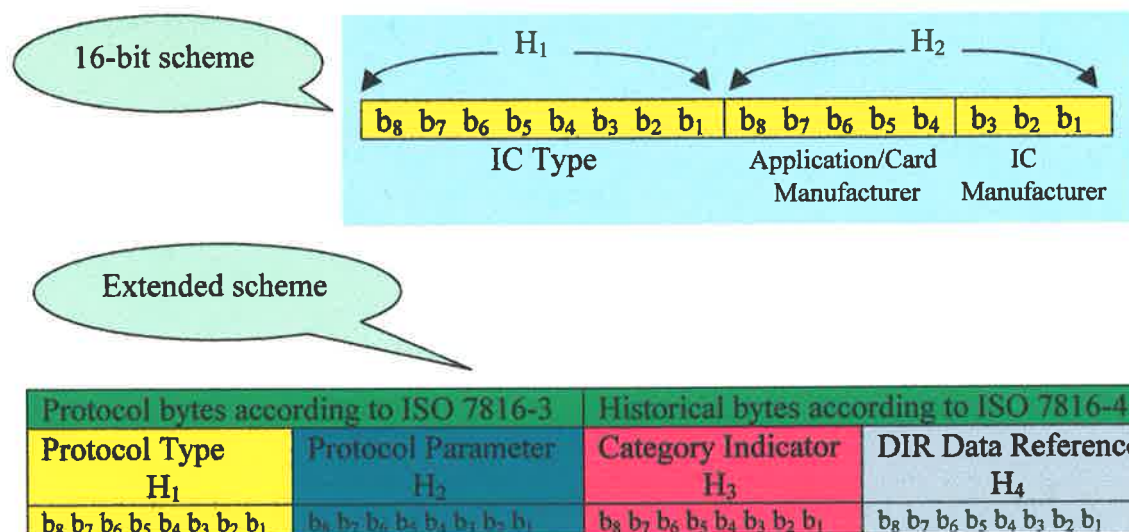 16-bit scheme
H₁ H₂
b₈ b₇ b₆ b₅ b₄ b₃ b₂ b₁ b₈ b₇ b₆ b₅ b₄ b₃ b₂ b₁
IC Type Application/Card IC
Manufacturer Manufacturer
Extended scheme
Protocol bytes according to ISO 7816-3 Historical bytes according to ISO 7816-4
Protocol Type Protocol Parameter Category Indicator DIR Data Reference
H₁ H₂ H₃ H₄
b₈ b₇ b₆ b₅ b₄ b₃ b₂ b₁ b₈ b₇ b₆ b₅ b₄ b₃ b₂ b₁ b₈ b₇ b₆ b₅ b₄ b₃ b₂ b₁ b₈ b₇ b₆ b₅ b₄ b₃ b₂ b₁